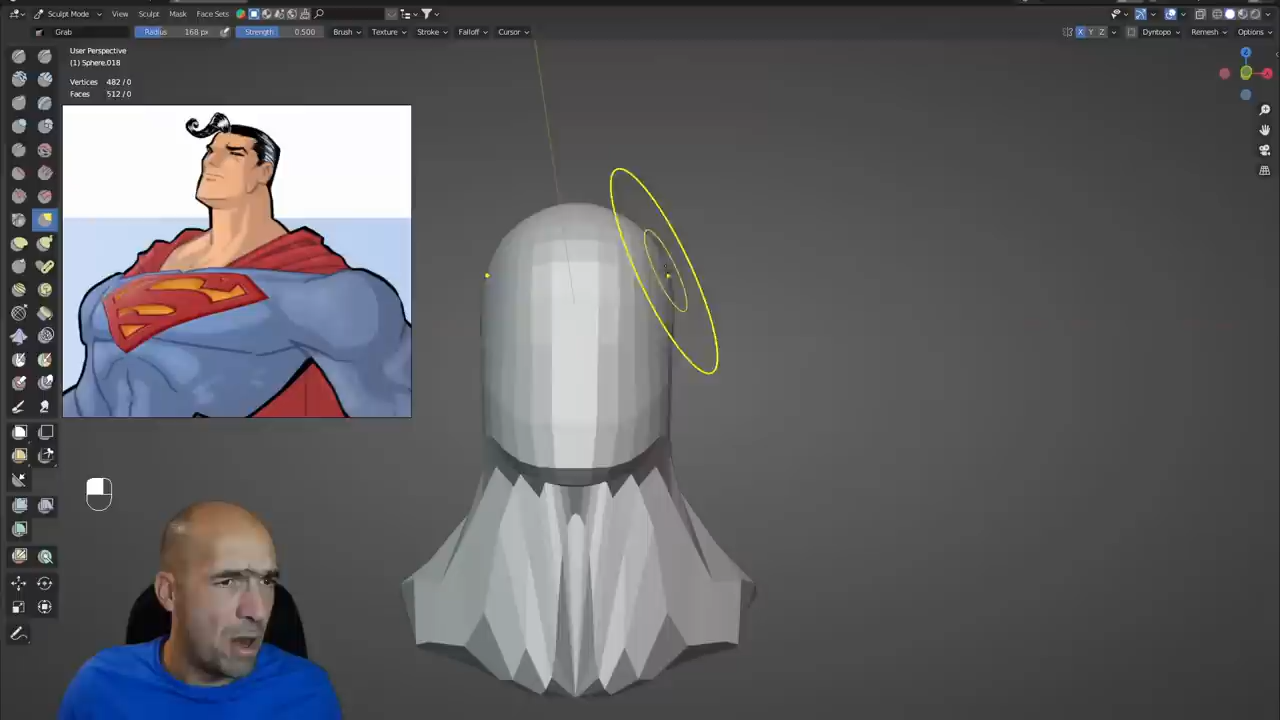 Sculpt Mode View Sculpt Mask Face Sets Options
Grab Radius 168 px Strength 0.500 Brush Texture Stroke Falloff Cursor X Y Z Dyntopo Remesh Options
User Perspective
(1) Sphere.018
Vertices 482 / 0
Faces 512 / 0
Z